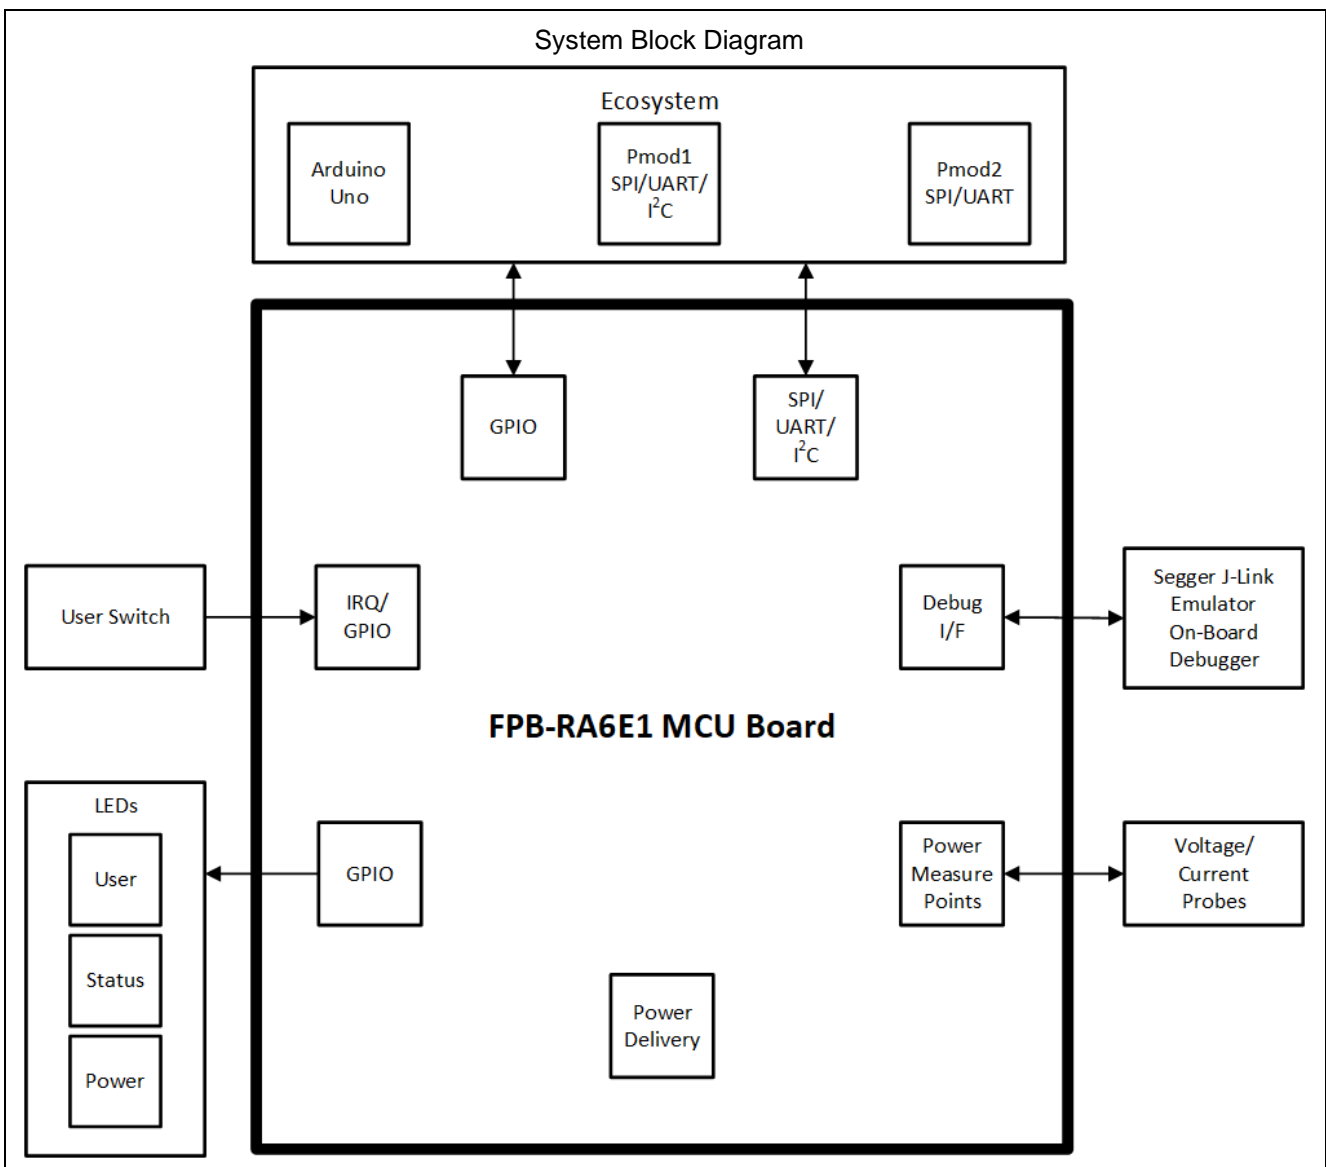 System Block Diagram
Ecosystem
Arduino
Uno
Pmod1
SPI/UART/
I²C
Pmod2
SPI/UART
GPIO
SPI/
UART/
I²C
User Switch
IRQ/
GPIO
Debug
I/F
Segger J-Link
Emulator
On-Board
Debugger
FPB-RA6E1 MCU Board
LEDs
User
Status
Power
GPIO
Power
Measure
Points
Voltage/
Current
Probes
Power
Delivery